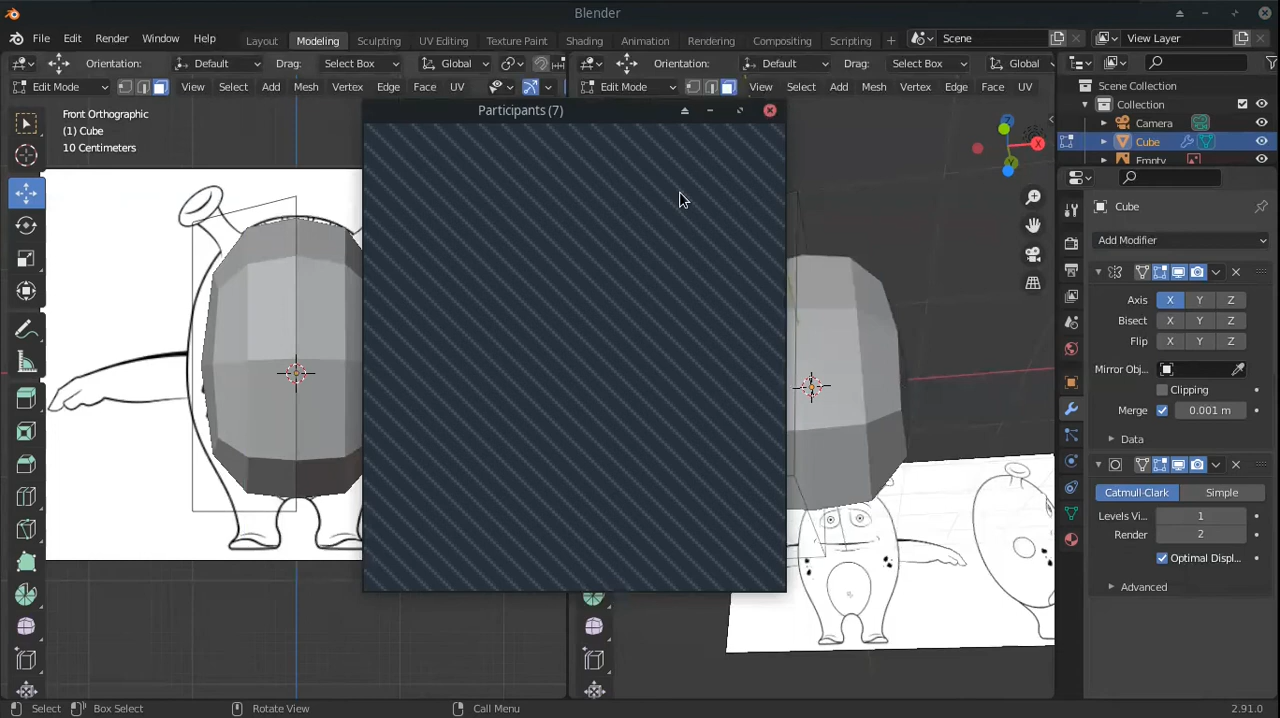 Blender
File Edit Render Window Help Layout Modeling Sculpting UV Editing Texture Paint Shading Animation Rendering Compositing Scripting Scene View Layer
Orientation: Default Drag: Select Box Global
Orientation: Default Drag: Select Box Global
Edit Mode View Select Add Mesh Vertex Edge Face UV
Edit Mode View Select Add Mesh Vertex Edge Face UV
Participants (7)
Front Orthographic
(1) Cube
10 Centimeters
Z
X
Y
Scene Collection
Collection
Camera
Cube
Empty
Cube
Add Modifier
Axis X Y Z
Bisect X Y Z
Flip X Y Z
Mirror Obj...
Clipping
Merge 0.001 m
Data
Catmull-Clark Simple
Levels Vi... 1
Render 2
Optimal Displ...
Advanced
Select Box Select Rotate View Call Menu 2.91.0